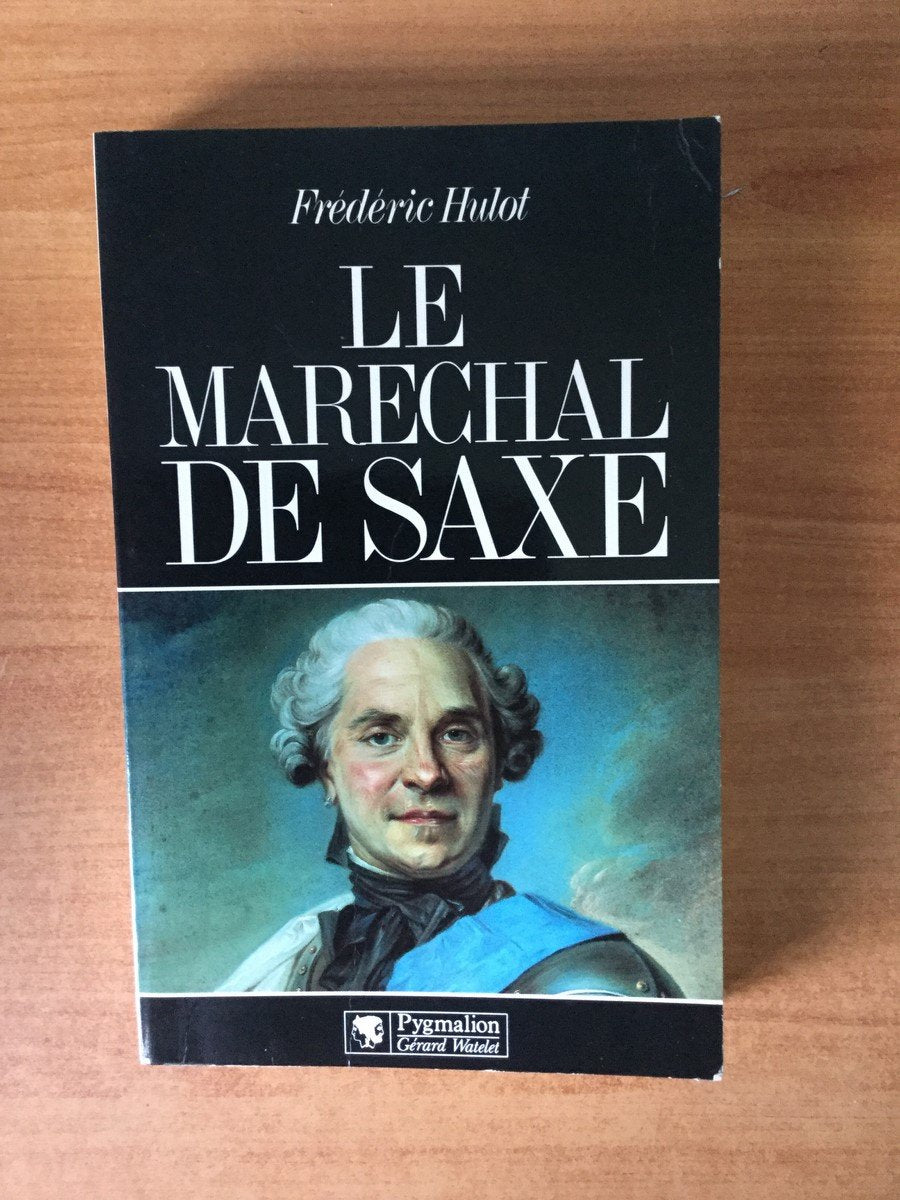 Frédéric Hulot
LE
MARECHAL
DE SAXE
Pygmalion
Gérard Watelet